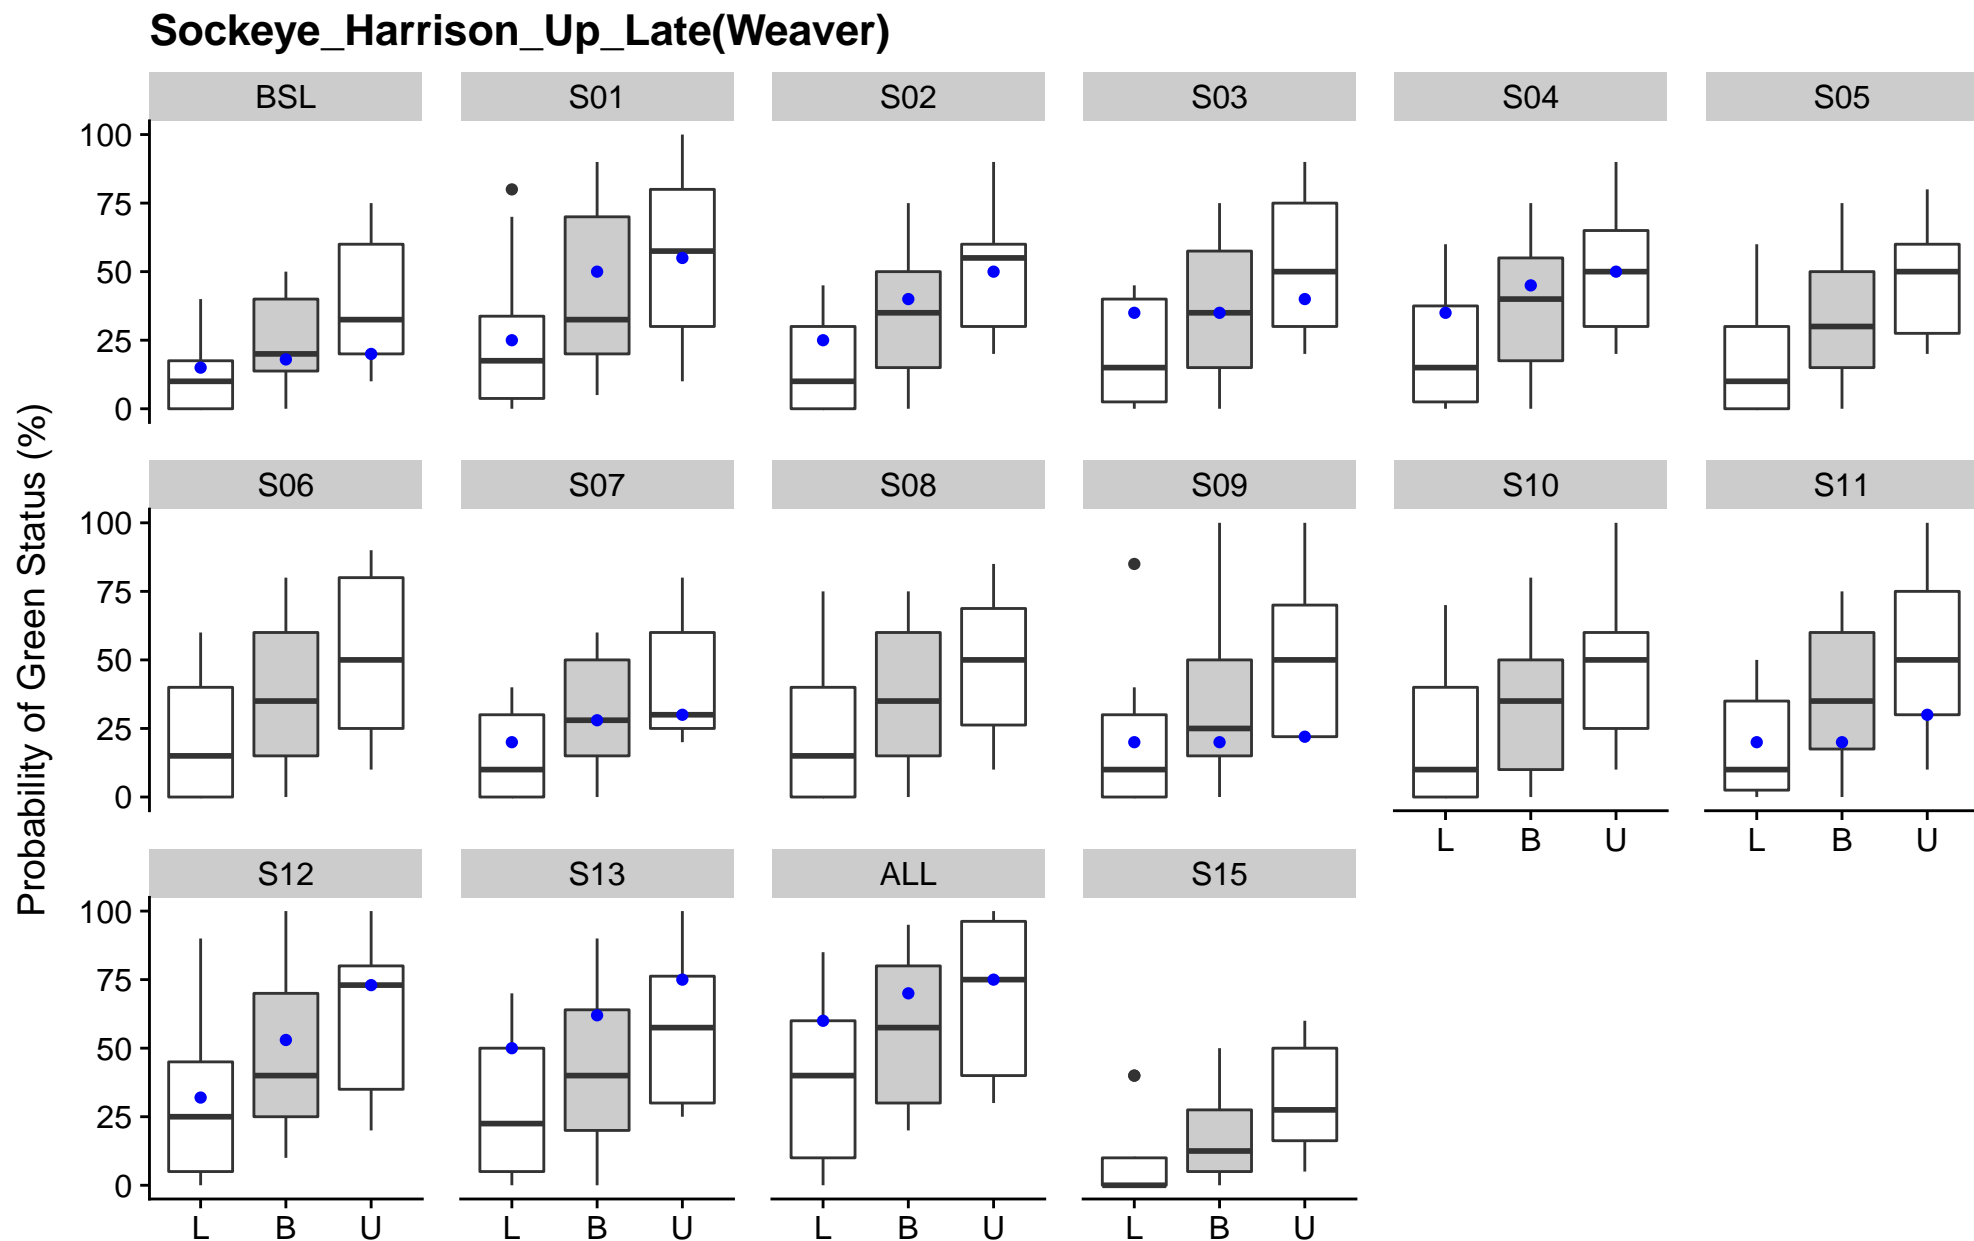 Sockeye_Harrison_Up_Late(Weaver)
BSL S01 S02 S03 S04 S05
100
75
50
25
0
S06 S07 S08 S09 S10 S11
100
75
50
25
0
L B U L B U
S12 S13 ALL S15
100
75
50
25
0
L B U L B U L B U L B U
Probability of Green Status (%)